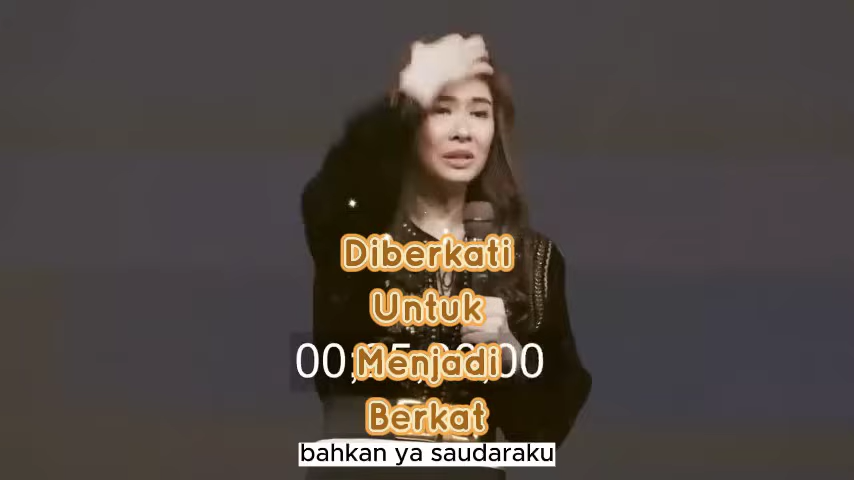 Diberkati
Untuk
Menjadi
Berkat
bahkan ya saudaraku